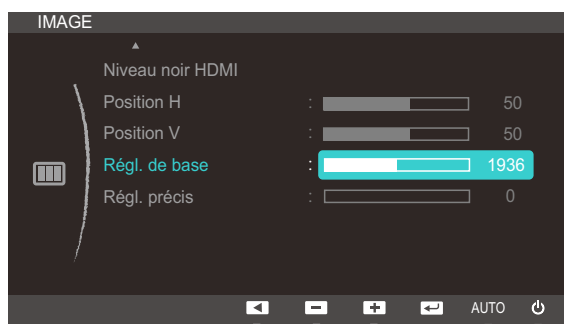 IMAGE
Niveau noir HDMI
Position H : 50
Position V : 50
Régl. de base : 1936
Régl. précis : 0
AUTO